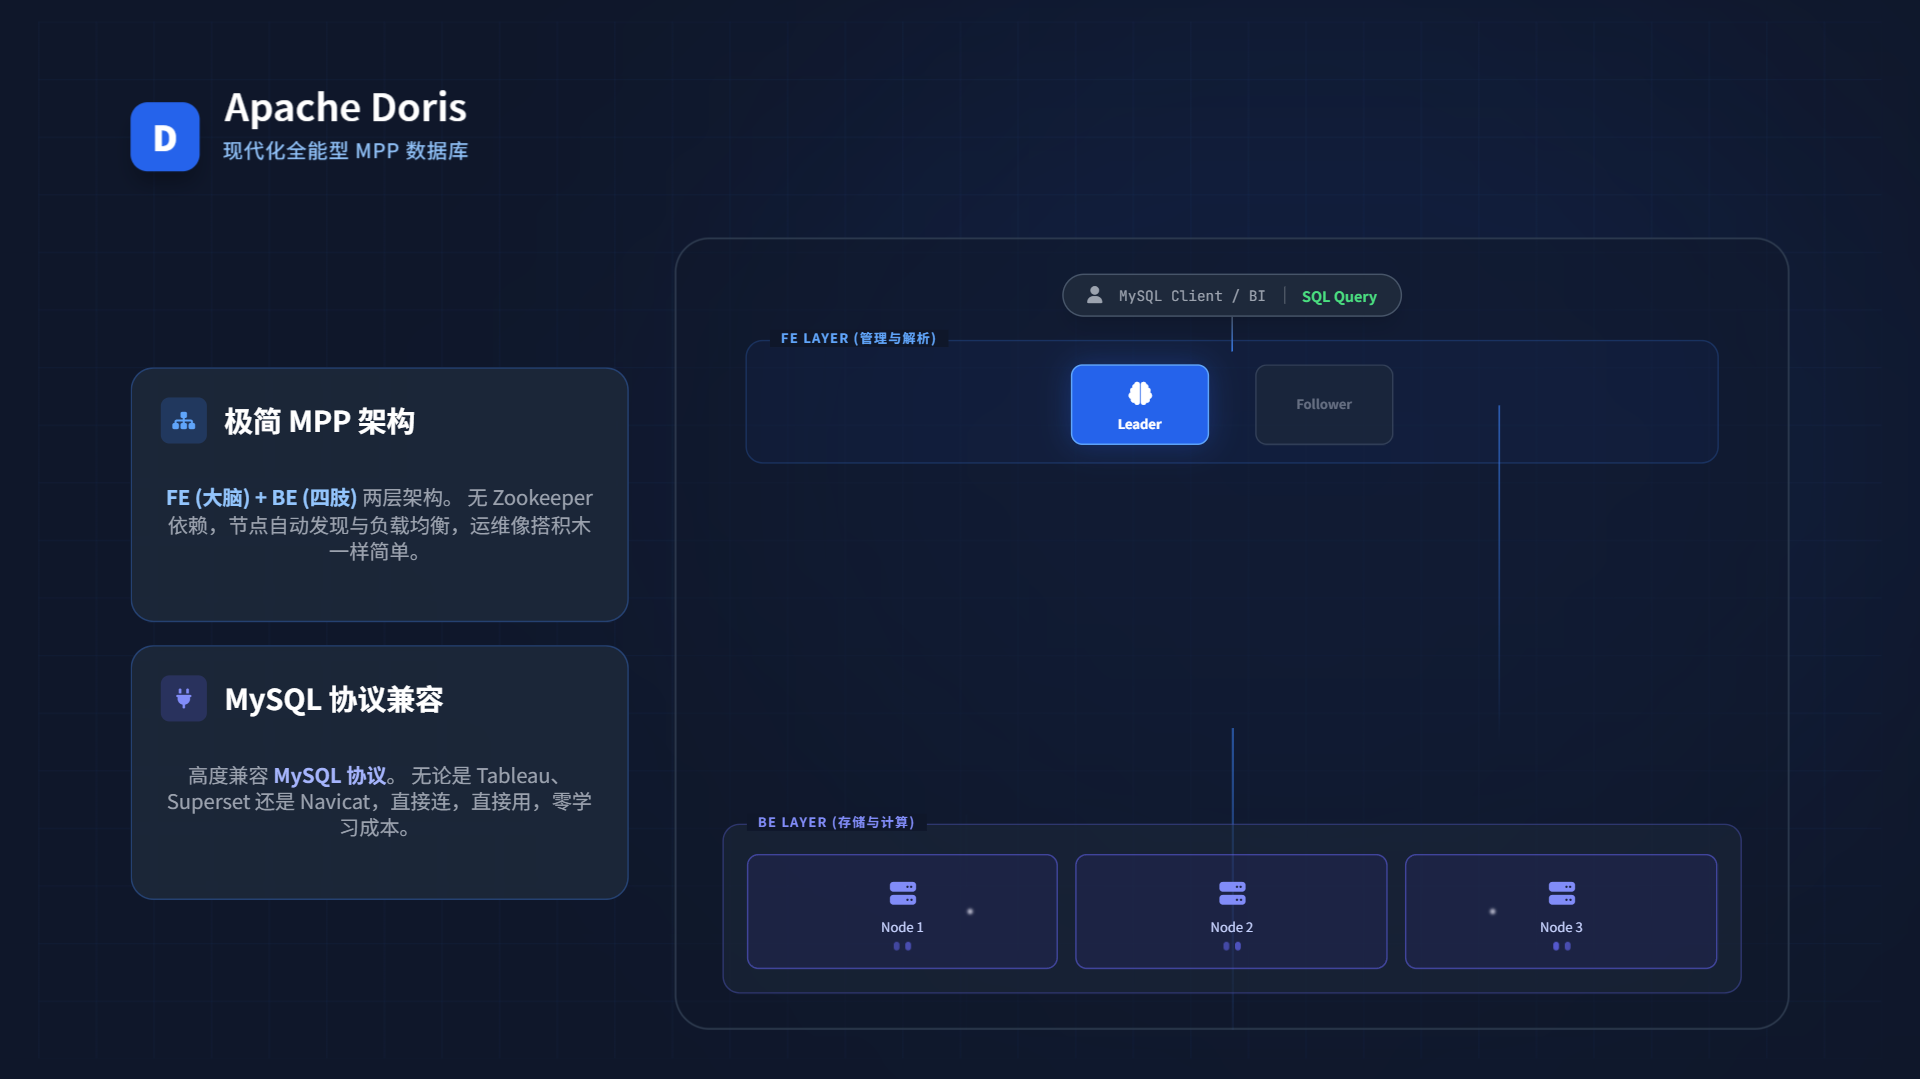 D
Apache Doris
现代化全能型 MPP 数据库
极简 MPP 架构
FE (大脑) + BE (四肢) 两层架构。 无 Zookeeper
依赖，节点自动发现与负载均衡，运维像搭积木
一样简单。
MySQL 协议兼容
高度兼容 MySQL 协议。 无论是 Tableau、
Superset 还是 Navicat，直接连，直接用，零学
习成本。
MySQL Client / BI | SQL Query
FE LAYER (管理与解析)
Leader
Follower
BE LAYER (存储与计算)
Node 1
Node 2
Node 3